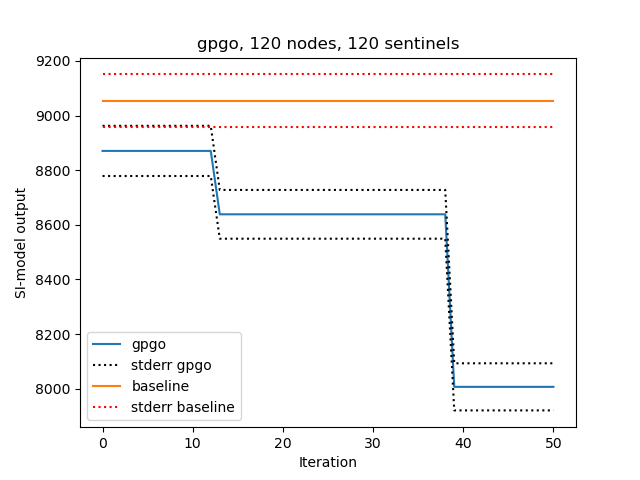 gpgo, 120 nodes, 120 sentinels
9200
9000
8800
8600
8400
8200
8000
SI-model output
gpgo
stderr gpgo
baseline
stderr baseline
0 10 20 30 40 50
Iteration